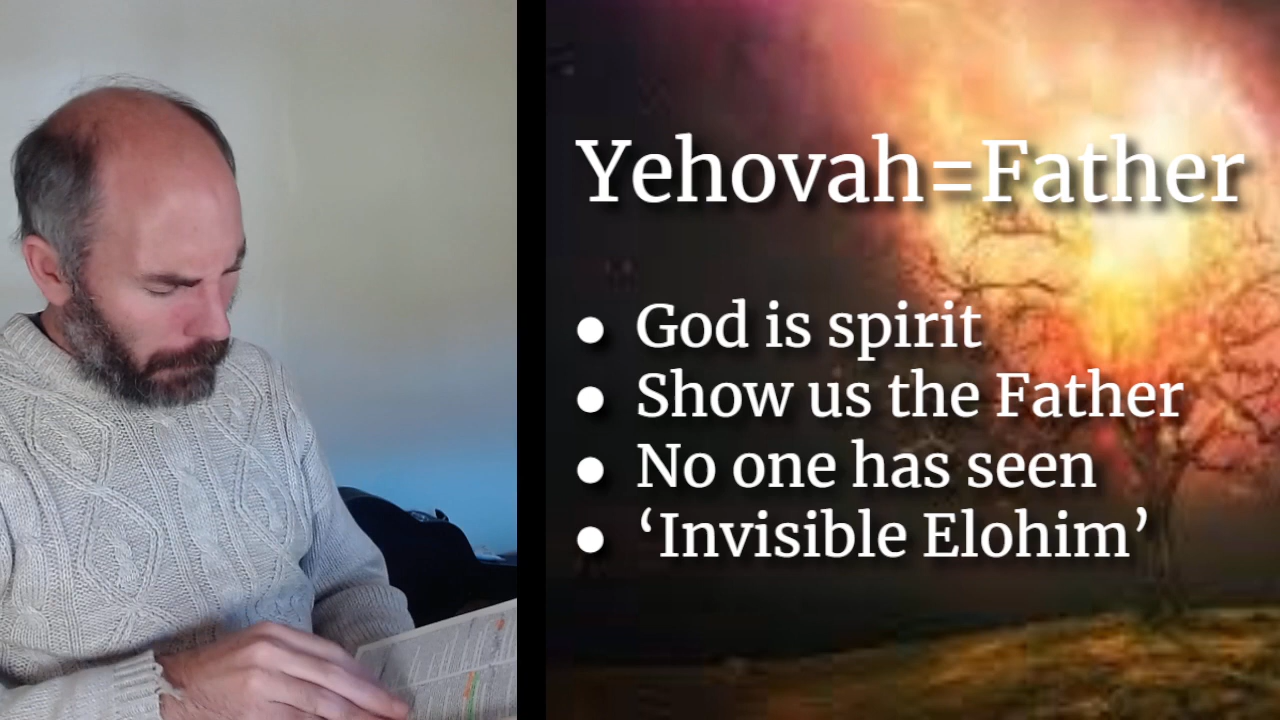 Yehovah=Father
● God is spirit
● Show us the Father
● No one has seen
● ‘Invisible Elohim’